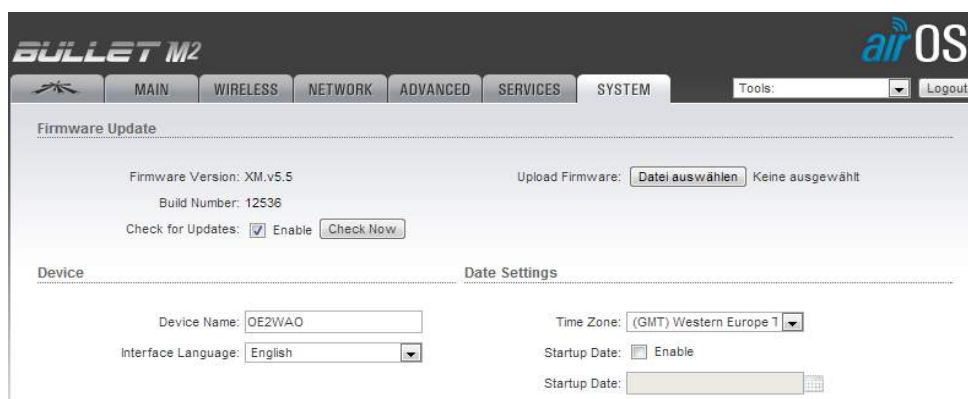 BULLET M2
airOS
MAIN WIRELESS NETWORK ADVANCED SERVICES SYSTEM Tools: Logout
Firmware Update
Firmware Version: XM.v5.5
Upload Firmware: Datei auswählen Keine ausgewählt
Build Number: 12536
Check for Updates: Enable Check Now
Device
Date Settings
Device Name: OE2WAO
Time Zone: (GMT) Western Europe T
Interface Language: English
Startup Date: Enable
Startup Date: